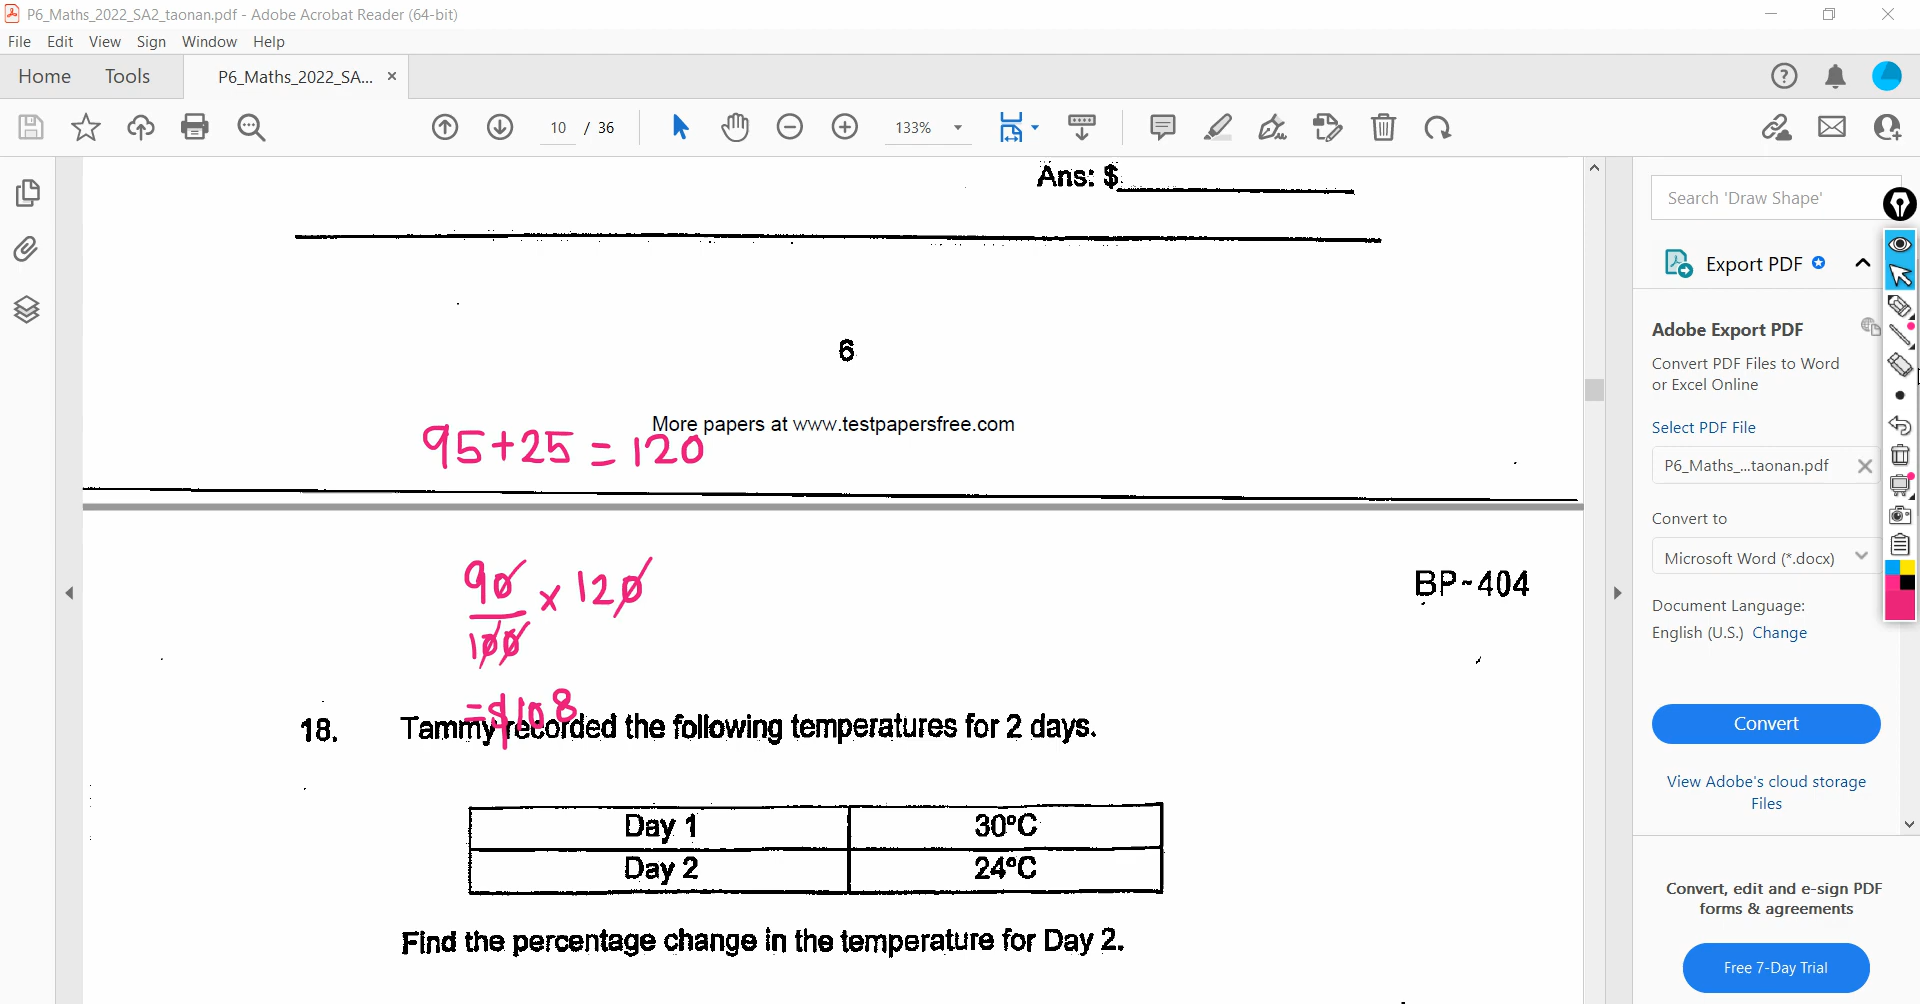 P6_Maths_2022_SA2_taonan.pdf - Adobe Acrobat Reader (64-bit)
File Edit View Sign Window Help
Home Tools P6_Maths_2022_SA... ×
10 / 36 133%
Ans: $
Search 'Draw Shape'
Export PDF
6
Adobe Export PDF
Convert PDF Files to Word
or Excel Online
More papers at www.testpapersfree.com
95+25 = 120
Select PDF File
P6_Maths_...taonan.pdf
Convert to
Microsoft Word (*.docx)
90/100 × 120
BP-404
Document Language:
English (U.S.) Change
= $108
18. Tammy recorded the following temperatures for 2 days.
Convert
View Adobe's cloud storage
Files
Day 1 30°C
Day 2 24°C
Convert, edit and e-sign PDF
forms & agreements
Find the percentage change in the temperature for Day 2.
Free 7-Day Trial